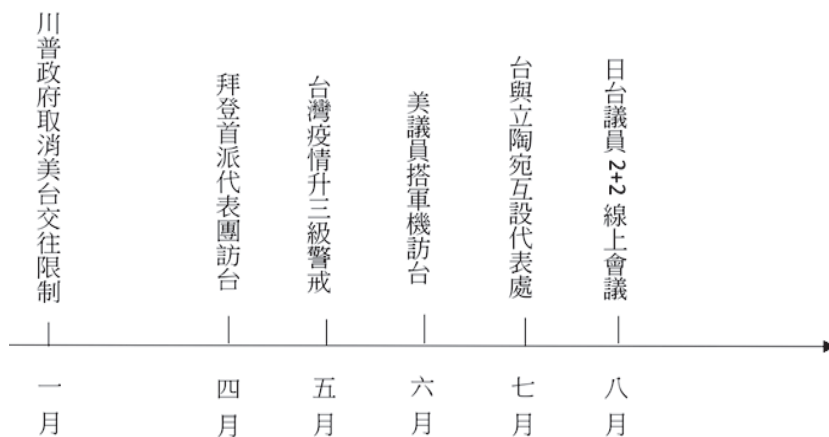 川普政府取消美台交往限制
拜登首派代表團訪台
台灣疫情升三級警戒
美議員搭軍機訪台
台與立陶宛互設代表處
日台議員 2+2 線上會議
一月
四月
五月
六月
七月
八月